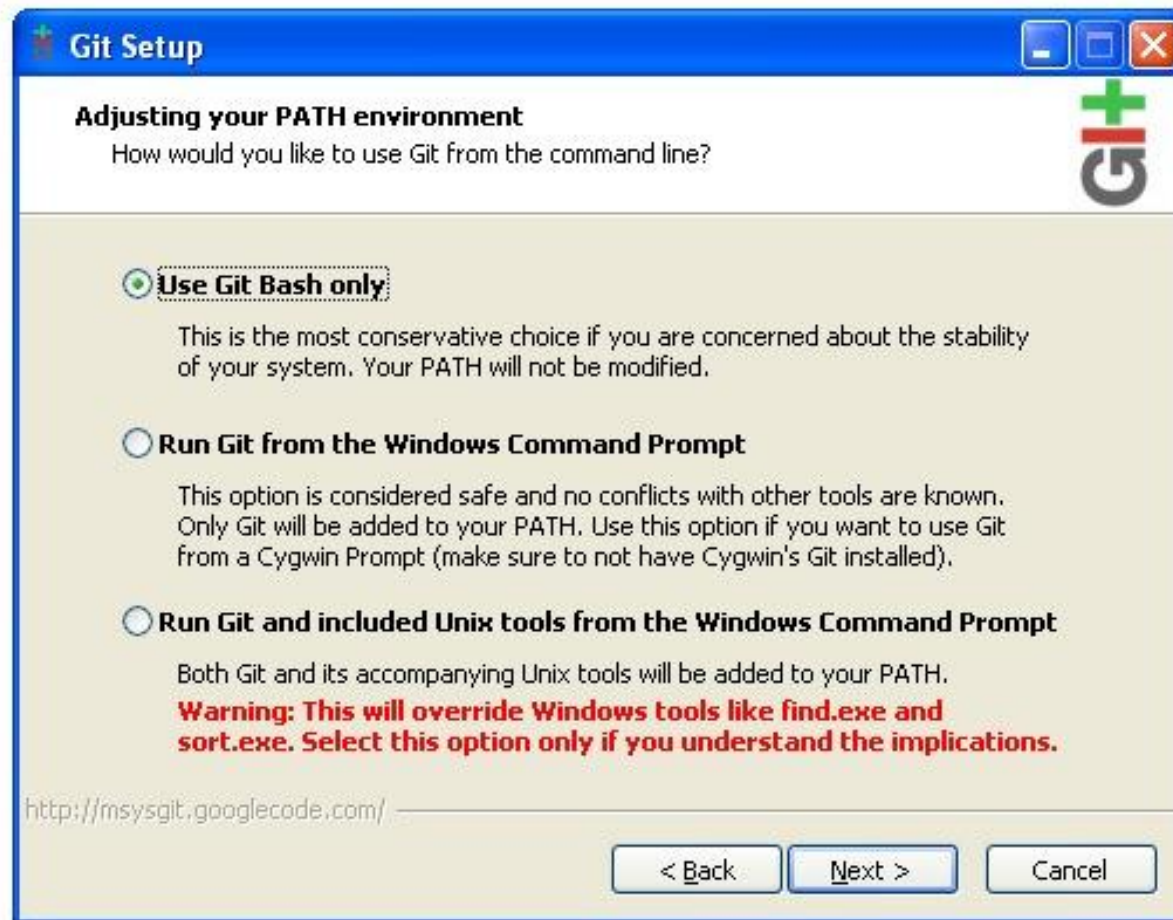 Git Setup
Adjusting your PATH environment
How would you like to use Git from the command line?
GIt
Use Git Bash only
This is the most conservative choice if you are concerned about the stability
of your system. Your PATH will not be modified.
Run Git from the Windows Command Prompt
This option is considered safe and no conflicts with other tools are known.
Only Git will be added to your PATH. Use this option if you want to use Git
from a Cygwin Prompt (make sure to not have Cygwin's Git installed).
Run Git and included Unix tools from the Windows Command Prompt
Both Git and its accompanying Unix tools will be added to your PATH.
Warning: This will override Windows tools like find.exe and
sort.exe. Select this option only if you understand the implications.
http://msysgit.googlecode.com/
< Back Next > Cancel